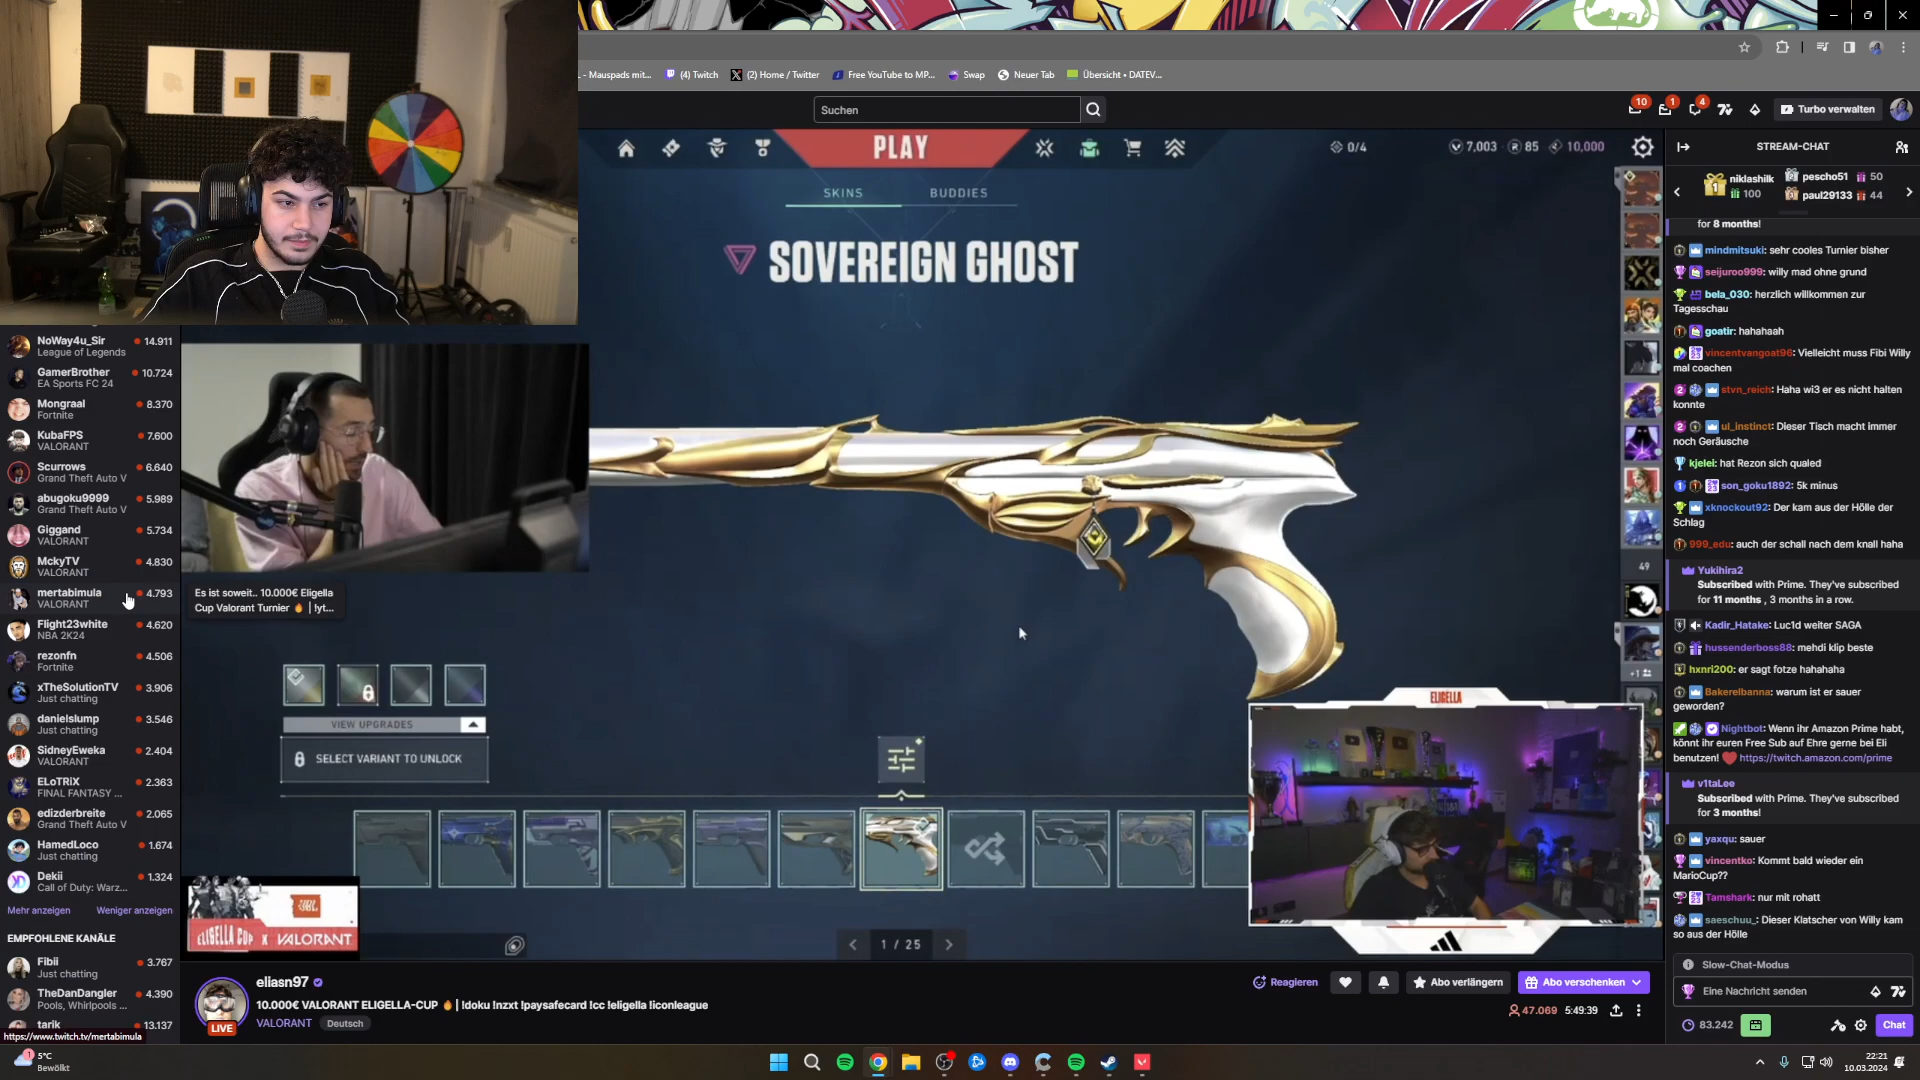 - Mauspads mit...
(4) Twitch
(2) Home / Twitter
Free YouTube to MP...
Swap
Neuer Tab
Übersicht • DATEV...
Suchen
10
1
4
Turbo verwalten
PLAY
0/4
7,003
85
10,000
SKINS
BUDDIES
SOVEREIGN GHOST
NoWay4u_Sir
14.911
League of Legends
GamerBrother
10.724
EA Sports FC 24
Mongraal
8.370
Fortnite
KubaFPS
7.600
VALORANT
Scurrows
6.640
Grand Theft Auto V
abugoku9999
5.989
Grand Theft Auto V
Giggand
5.734
VALORANT
MckyTV
4.830
VALORANT
mertabimula
4.793
VALORANT
Flight23white
4.620
NBA 2K24
rezonfn
4.506
Fortnite
xTheSolutionTV
3.906
Just chatting
danielslump
3.546
Just chatting
SidneyEweka
2.404
VALORANT
ELoTRiX
2.363
FINAL FANTASY ...
edizderbreite
2.065
Grand Theft Auto V
HamedLoco
1.674
Just chatting
Dekii
1.324
Call of Duty: Warz...
Mehr anzeigen
Weniger anzeigen
EMPFOHLENE KANÄLE
Fibii
3.767
Just chatting
TheDanDangler
4.390
Pools, Whirlpools ...
tarik
13.137
https://www.twitch.tv/mertabimula
Es ist soweit.. 10.000€ Eligella
Cup Valorant Turnier 🔥 | !yt...
VIEW UPGRADES
SELECT VARIANT TO UNLOCK
1 / 25
49
+1
ELIGELLA
ELIGELLA CUP X VALORANT
eliasn97
LIVE
10.000€ VALORANT ELIGELLA-CUP 🔥 | !doku !nzxt !paysafecard !cc !eligella !iconleague
VALORANT
Deutsch
Reagieren
Abo verlängern
Abo verschenken
47.069
5:49:39
STREAM-CHAT
niklashilk
100
pescho51
50
paul29133
44
for 8 months!
mindmitsuki: sehr cooles Turnier bisher
seijuroo999: willy mad ohne grund
bela_030: herzlich willkommen zur
Tagesschau
goatir: hahahaah
vincentvangoat96: Vielleicht muss Fibi Willy
mal coachen
stvn_reich: Haha wi3 er es nicht halten
konnte
ul_instinct: Dieser Tisch macht immer
noch Geräusche
kjelei: hat Rezon sich qualed
son_goku1892: 5k minus
xknockout92: Der kam aus der Hölle der
Schlag
999_edu: auch der schall nach dem knall haha
Yukihira2
Subscribed with Prime. They've subscribed
for 11 months , 3 months in a row.
Kadir_Hatake: Luc1d weiter SAGA
hussenderboss88: mehdi klip beste
hxnri200: er sagt fotze hahahaha
Bakerelbanna: warum ist er sauer
geworden?
Nightbot: Wenn ihr Amazon Prime habt,
könnt ihr euren Free Sub auf Ehre gerne bei Eli
benutzen! ❤ https://twitch.amazon.com/prime
v1taLee
Subscribed with Prime. They've subscribed
for 3 months!
yaxqu: sauer
vincentko: Kommt bald wieder ein
MarioCup??
Tamshark: nur mit rohatt
saeschuu_: Dieser Klatscher von Willy kam
so aus der Hölle
Slow-Chat-Modus
Eine Nachricht senden
83.242
Chat
1
5°C
Bewölkt
22:21
10.03.2024